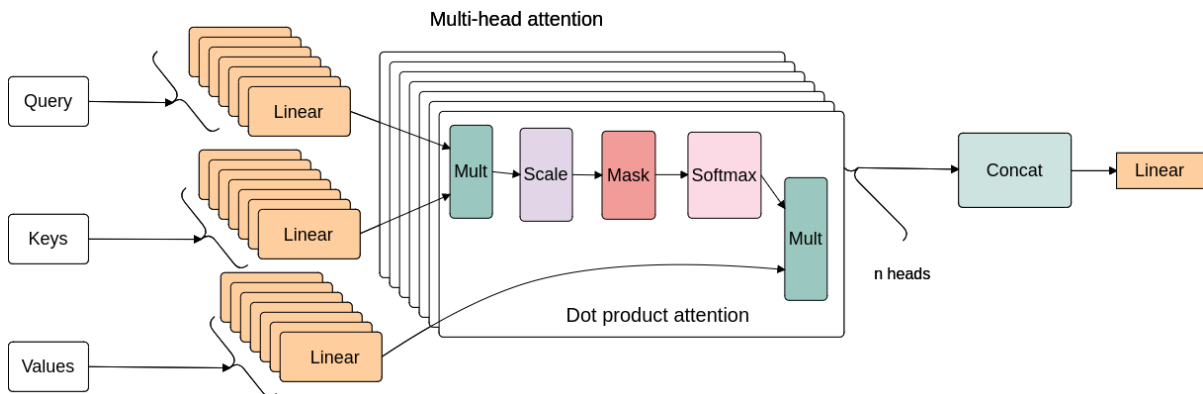 Multi-head attention
Query
Linear
Keys
Linear
Values
Linear
Mult
Scale
Mask
Softmax
Mult
Dot product attention
n heads
Concat
Linear